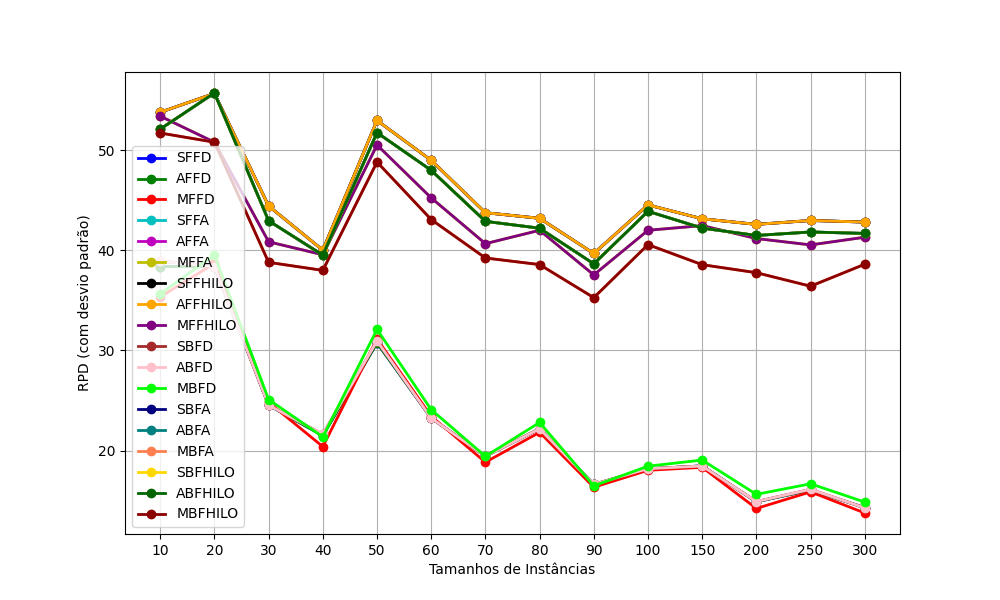 50
40
30
20
RPD (com desvio padrão)
SFFD
AFFD
MFFD
SFFA
AFFA
MFFA
SFFHILO
AFFHILO
MFFHILO
SBFD
ABFD
MBFD
SBFA
ABFA
MBFA
SBFHILO
ABFHILO
MBFHILO
10 20 30 40 50 60 70 80 90 100 150 200 250 300
Tamanhos de Instâncias